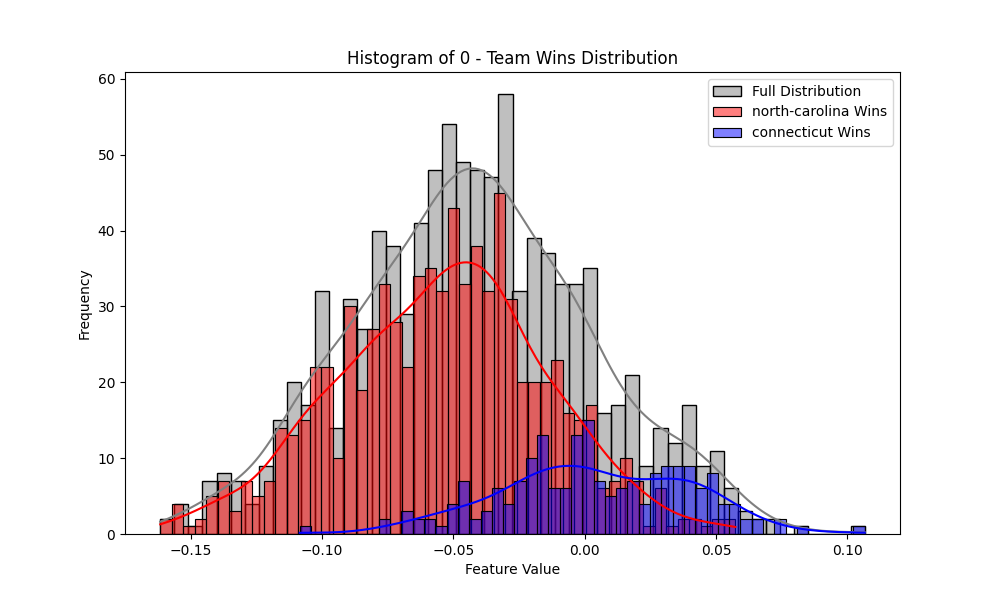 Histogram of 0 - Team Wins Distribution
Full Distribution
north-carolina Wins
connecticut Wins
Frequency
60
50
40
30
20
10
0
−0.15 −0.10 −0.05 0.00 0.05 0.10
Feature Value